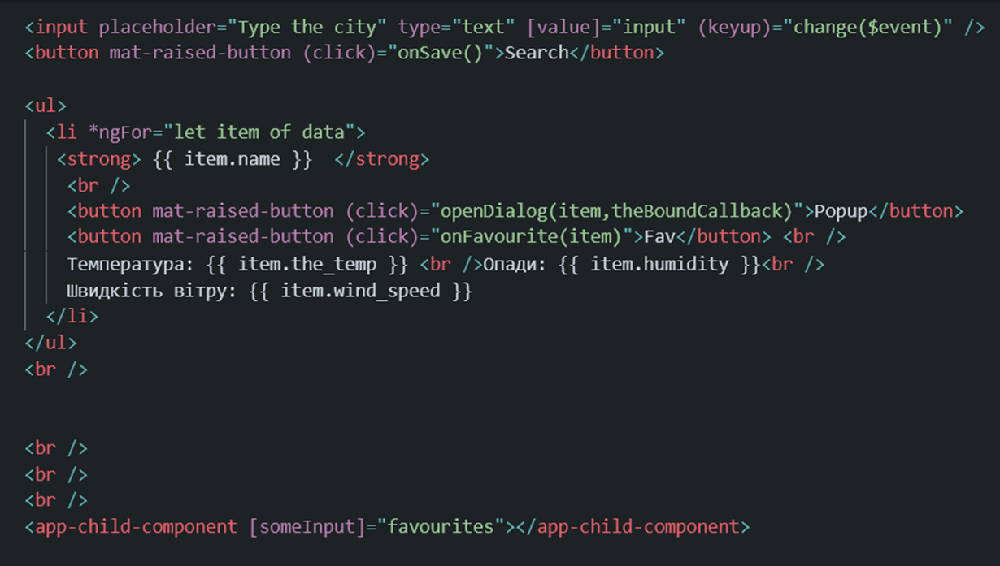 <input placeholder="Type the city" type="text" [value]="input" (keyup)="change($event)" />
<button mat-raised-button (click)="onSave()">Search</button>
<ul>
<li *ngFor="let item of data">
<strong> {{ item.name }}  </strong>
<br />
<button mat-raised-button (click)="openDialog(item,theBoundCallback)">Popup</button>
<button mat-raised-button (click)="onFavourite(item)">Fav</button> <br />
Температура: {{ item.the_temp }} <br />Опади: {{ item.humidity }}<br />
Швидкість вітру: {{ item.wind_speed }}
</li>
</ul>
<br />
<br />
<br />
<br />
<app-child-component [someInput]="favourites"></app-child-component>